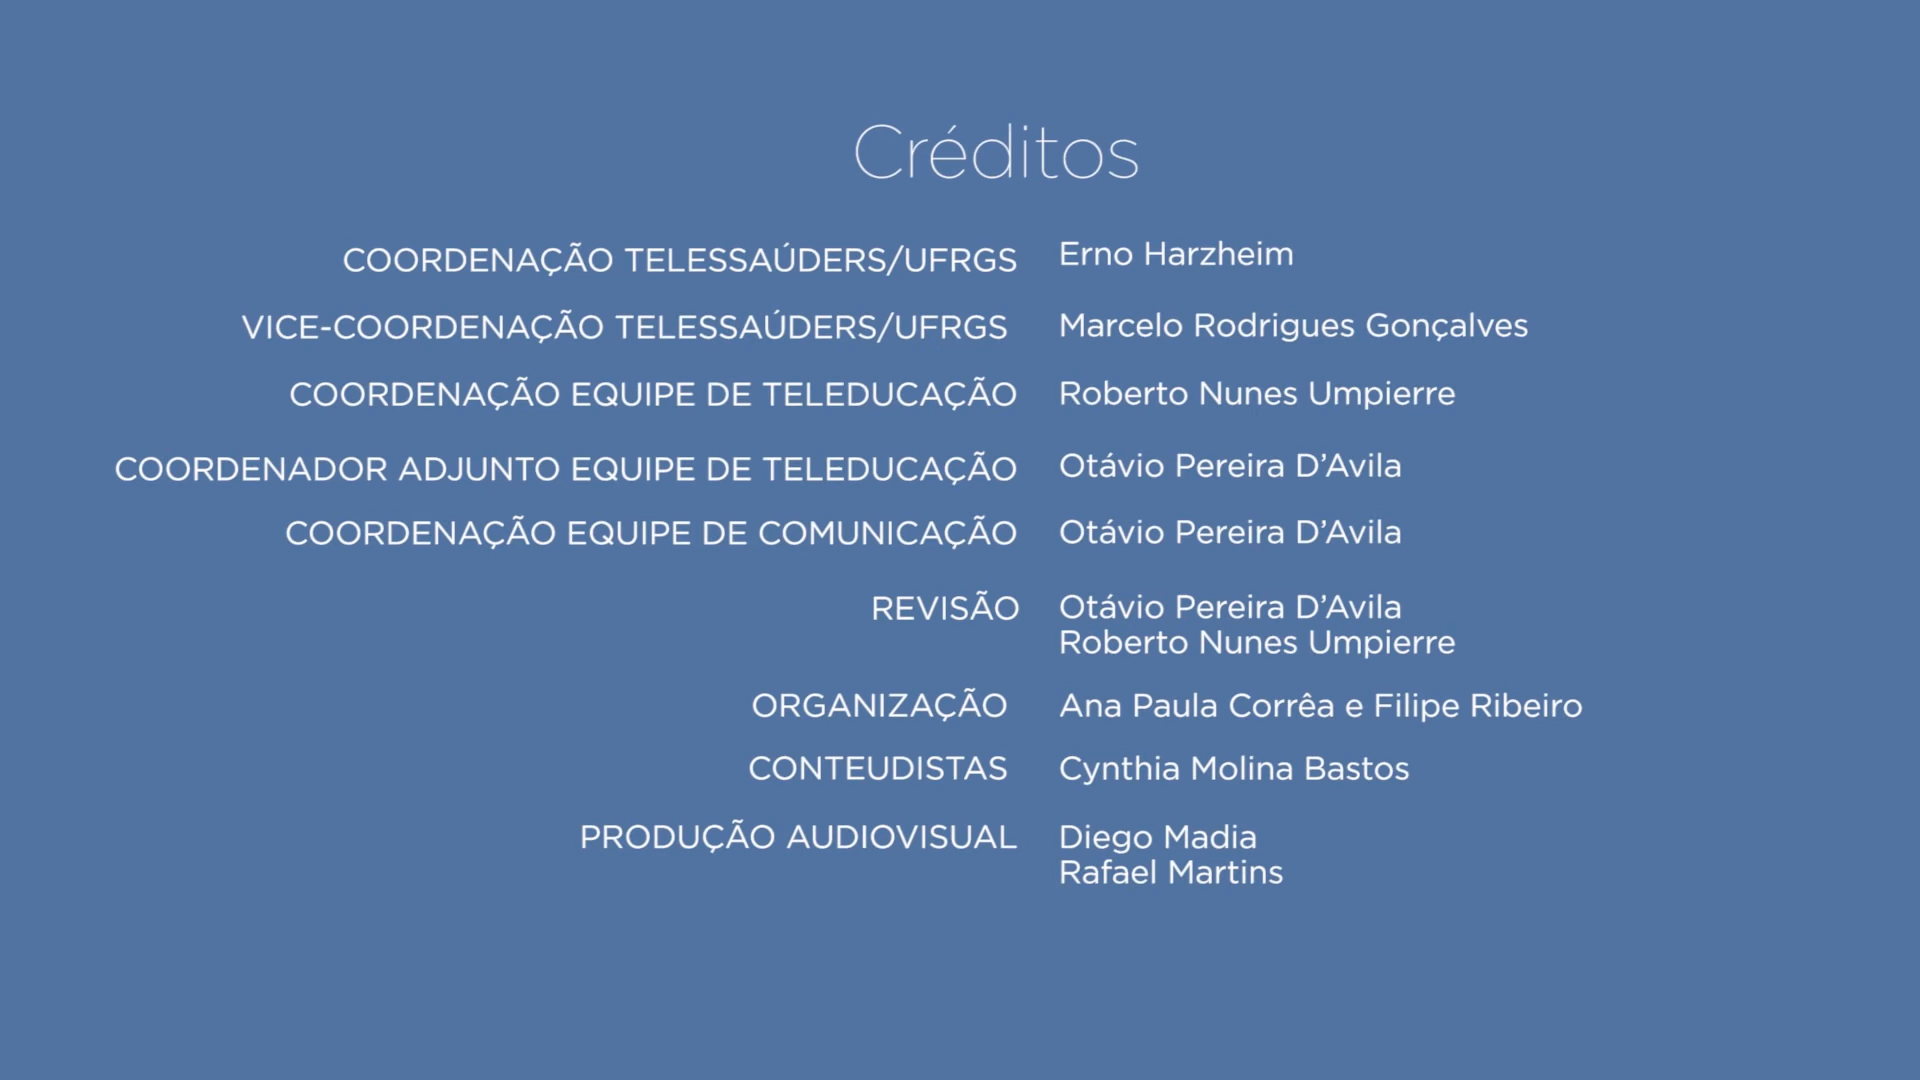 Créditos
COORDENAÇÃO TELESSAÚDERS/UFRGS Erno Harzheim
VICE-COORDENAÇÃO TELESSAÚDERS/UFRGS Marcelo Rodrigues Gonçalves
COORDENAÇÃO EQUIPE DE TELEDUCAÇÃO Roberto Nunes Umpierre
COORDENADOR ADJUNTO EQUIPE DE TELEDUCAÇÃO Otávio Pereira D’Avila
COORDENAÇÃO EQUIPE DE COMUNICAÇÃO Otávio Pereira D’Avila
REVISÃO Otávio Pereira D’Avila
Roberto Nunes Umpierre
ORGANIZAÇÃO Ana Paula Corrêa e Filipe Ribeiro
CONTEUDISTAS Cynthia Molina Bastos
PRODUÇÃO AUDIOVISUAL Diego Madia
Rafael Martins